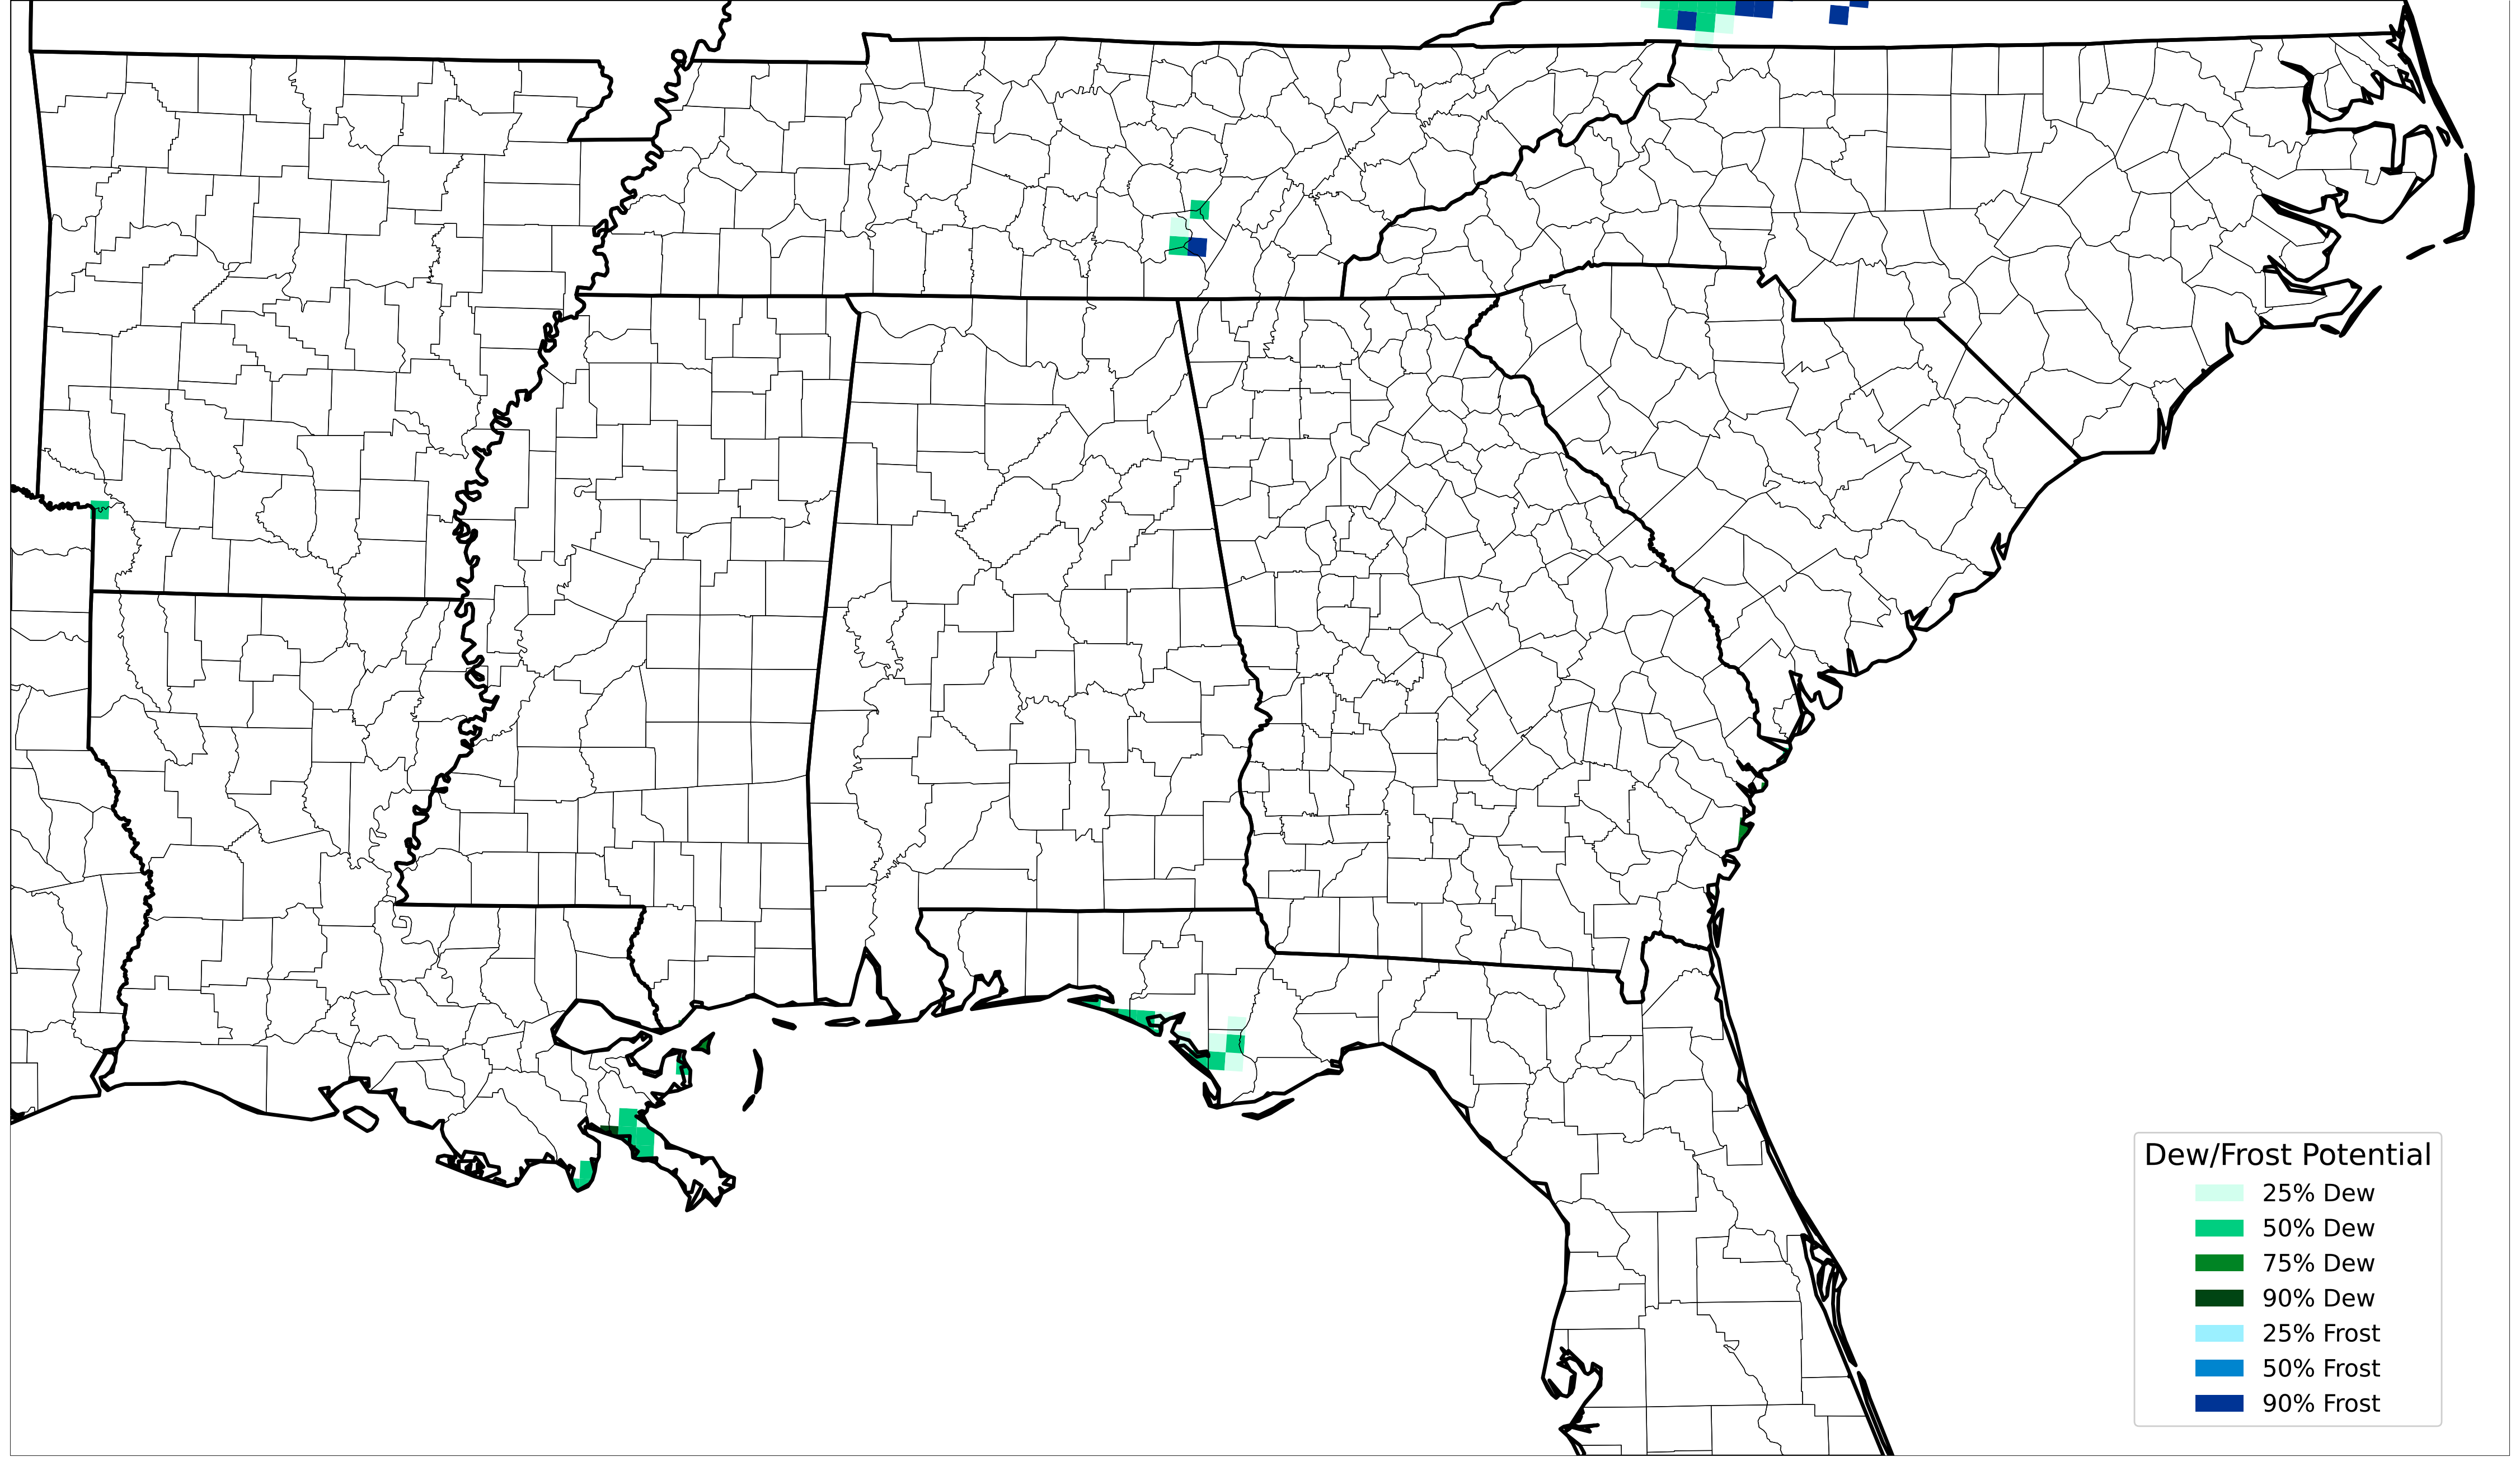 Dew/Frost Potential
25% Dew
50% Dew
75% Dew
90% Dew
25% Frost
50% Frost
90% Frost